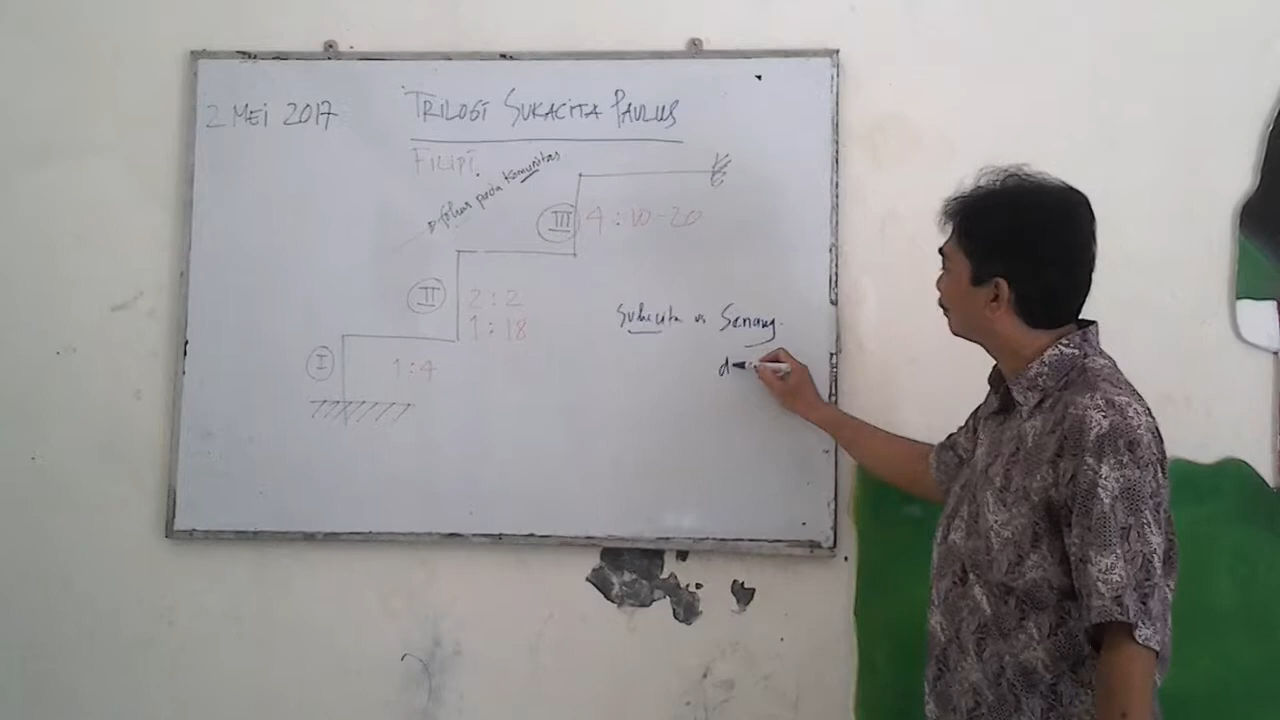 2 MEI 2017
TRILOGI SUKACITA PAULUS
FILIPI.
fokus pada Komunitas
III 4 : 10-20
II 2 : 2
1 : 18
I 1 : 4
Sukacita vs Senang.
d